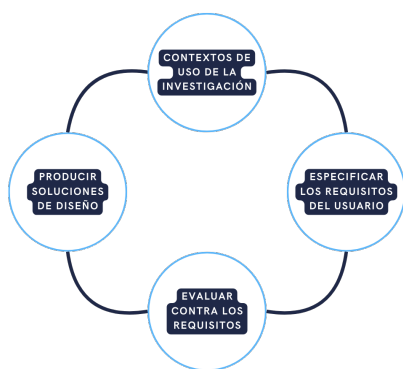 CONTEXTOS DE
USO DE LA
INVESTIGACIÓN
PRODUCIR
SOLUCIONES
DE DISEÑO
ESPECIFICAR
LOS REQUISITOS
DEL USUARIO
EVALUAR
CONTRA LOS
REQUISITOS